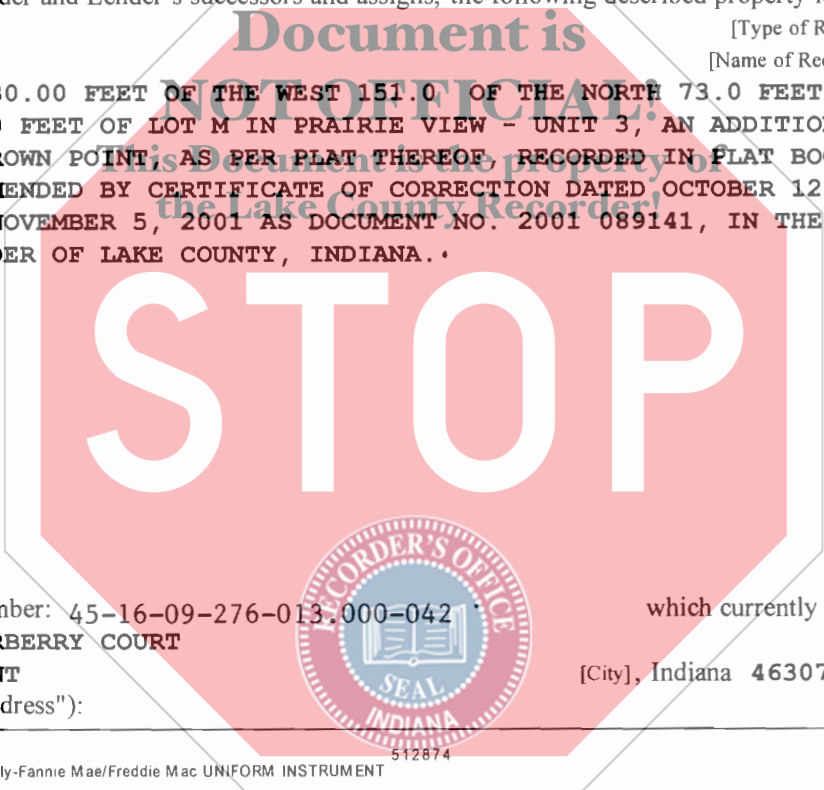 der and Lender's successors and assigns, the following described property
Document is
[Type of R
[Name of Rec
NOT OFFICIAL!
30.00 FEET OF THE WEST 151.0 OF THE NORTH 73.0 FEET
FEET OF LOT M IN PRAIRIE VIEW - UNIT 3, AN ADDITIO
This Document is the property of
ROWN POINT, AS PER PLAT THEREOF, RECORDED IN PLAT BOO
ENDED BY CERTIFICATE OF CORRECTION DATED OCTOBER 12
the Lake County Recorder!
NOVEMBER 5, 2001 AS DOCUMENT NO. 2001 089141, IN THE
DER OF LAKE COUNTY, INDIANA.
STOP
RECORDER'S OFFICE
mber: 45-16-09-276-013.000-042 which currently
RBERRY COURT
NT [City], Indiana 46307
dress"):
SEAL
INDIANA
512874
ly-Fannie Mae/Freddie Mac UNIFORM INSTRUMENT